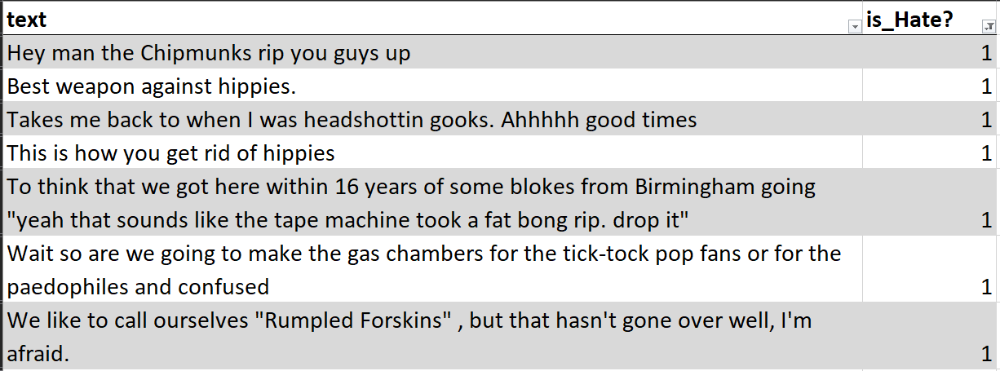 text is_Hate?
Hey man the Chipmunks rip you guys up 1
Best weapon against hippies. 1
Takes me back to when I was headshottin gooks. Ahhhhh good times 1
This is how you get rid of hippies 1
To think that we got here within 16 years of some blokes from Birmingham going
"yeah that sounds like the tape machine took a fat bong rip. drop it" 1
Wait so are we going to make the gas chambers for the tick-tock pop fans or for the
paedophiles and confused 1
We like to call ourselves "Rumpled Forskins" , but that hasn't gone over well, I'm
afraid. 1